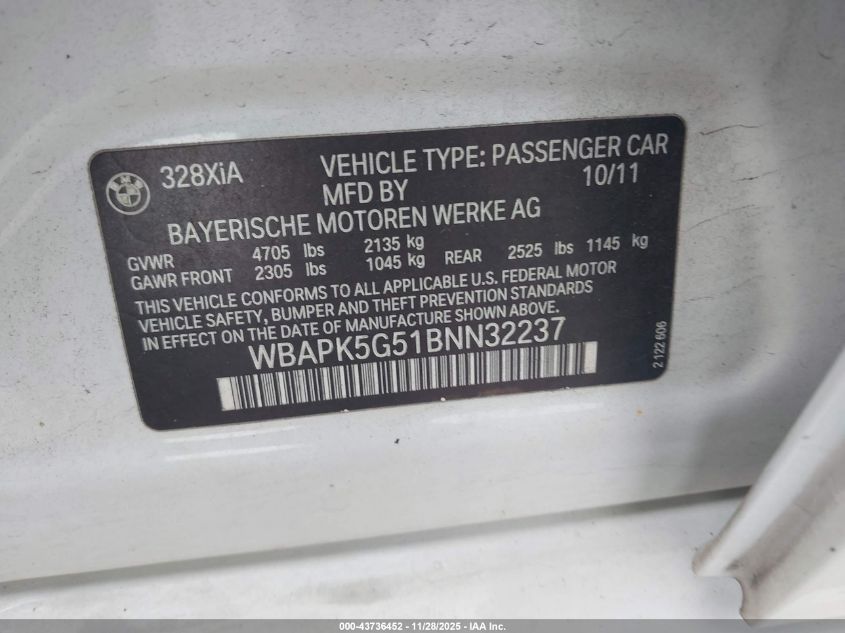 BMW
328XiA
VEHICLE TYPE: PASSENGER CAR
MFD BY 10/11
BAYERISCHE MOTOREN WERKE AG
GVWR 4705 lbs 2135 kg
GAWR FRONT 2305 lbs 1045 kg REAR 2525 lbs 1145 kg
THIS VEHICLE CONFORMS TO ALL APPLICABLE U.S. FEDERAL MOTOR
VEHICLE SAFETY, BUMPER AND THEFT PREVENTION STANDARDS
IN EFFECT ON THE DATE OF MANUFACTURE SHOWN ABOVE.
WBAPK5G51BNN32237
2 122 606
000-43736452 - 11/28/2025 - IAA Inc.